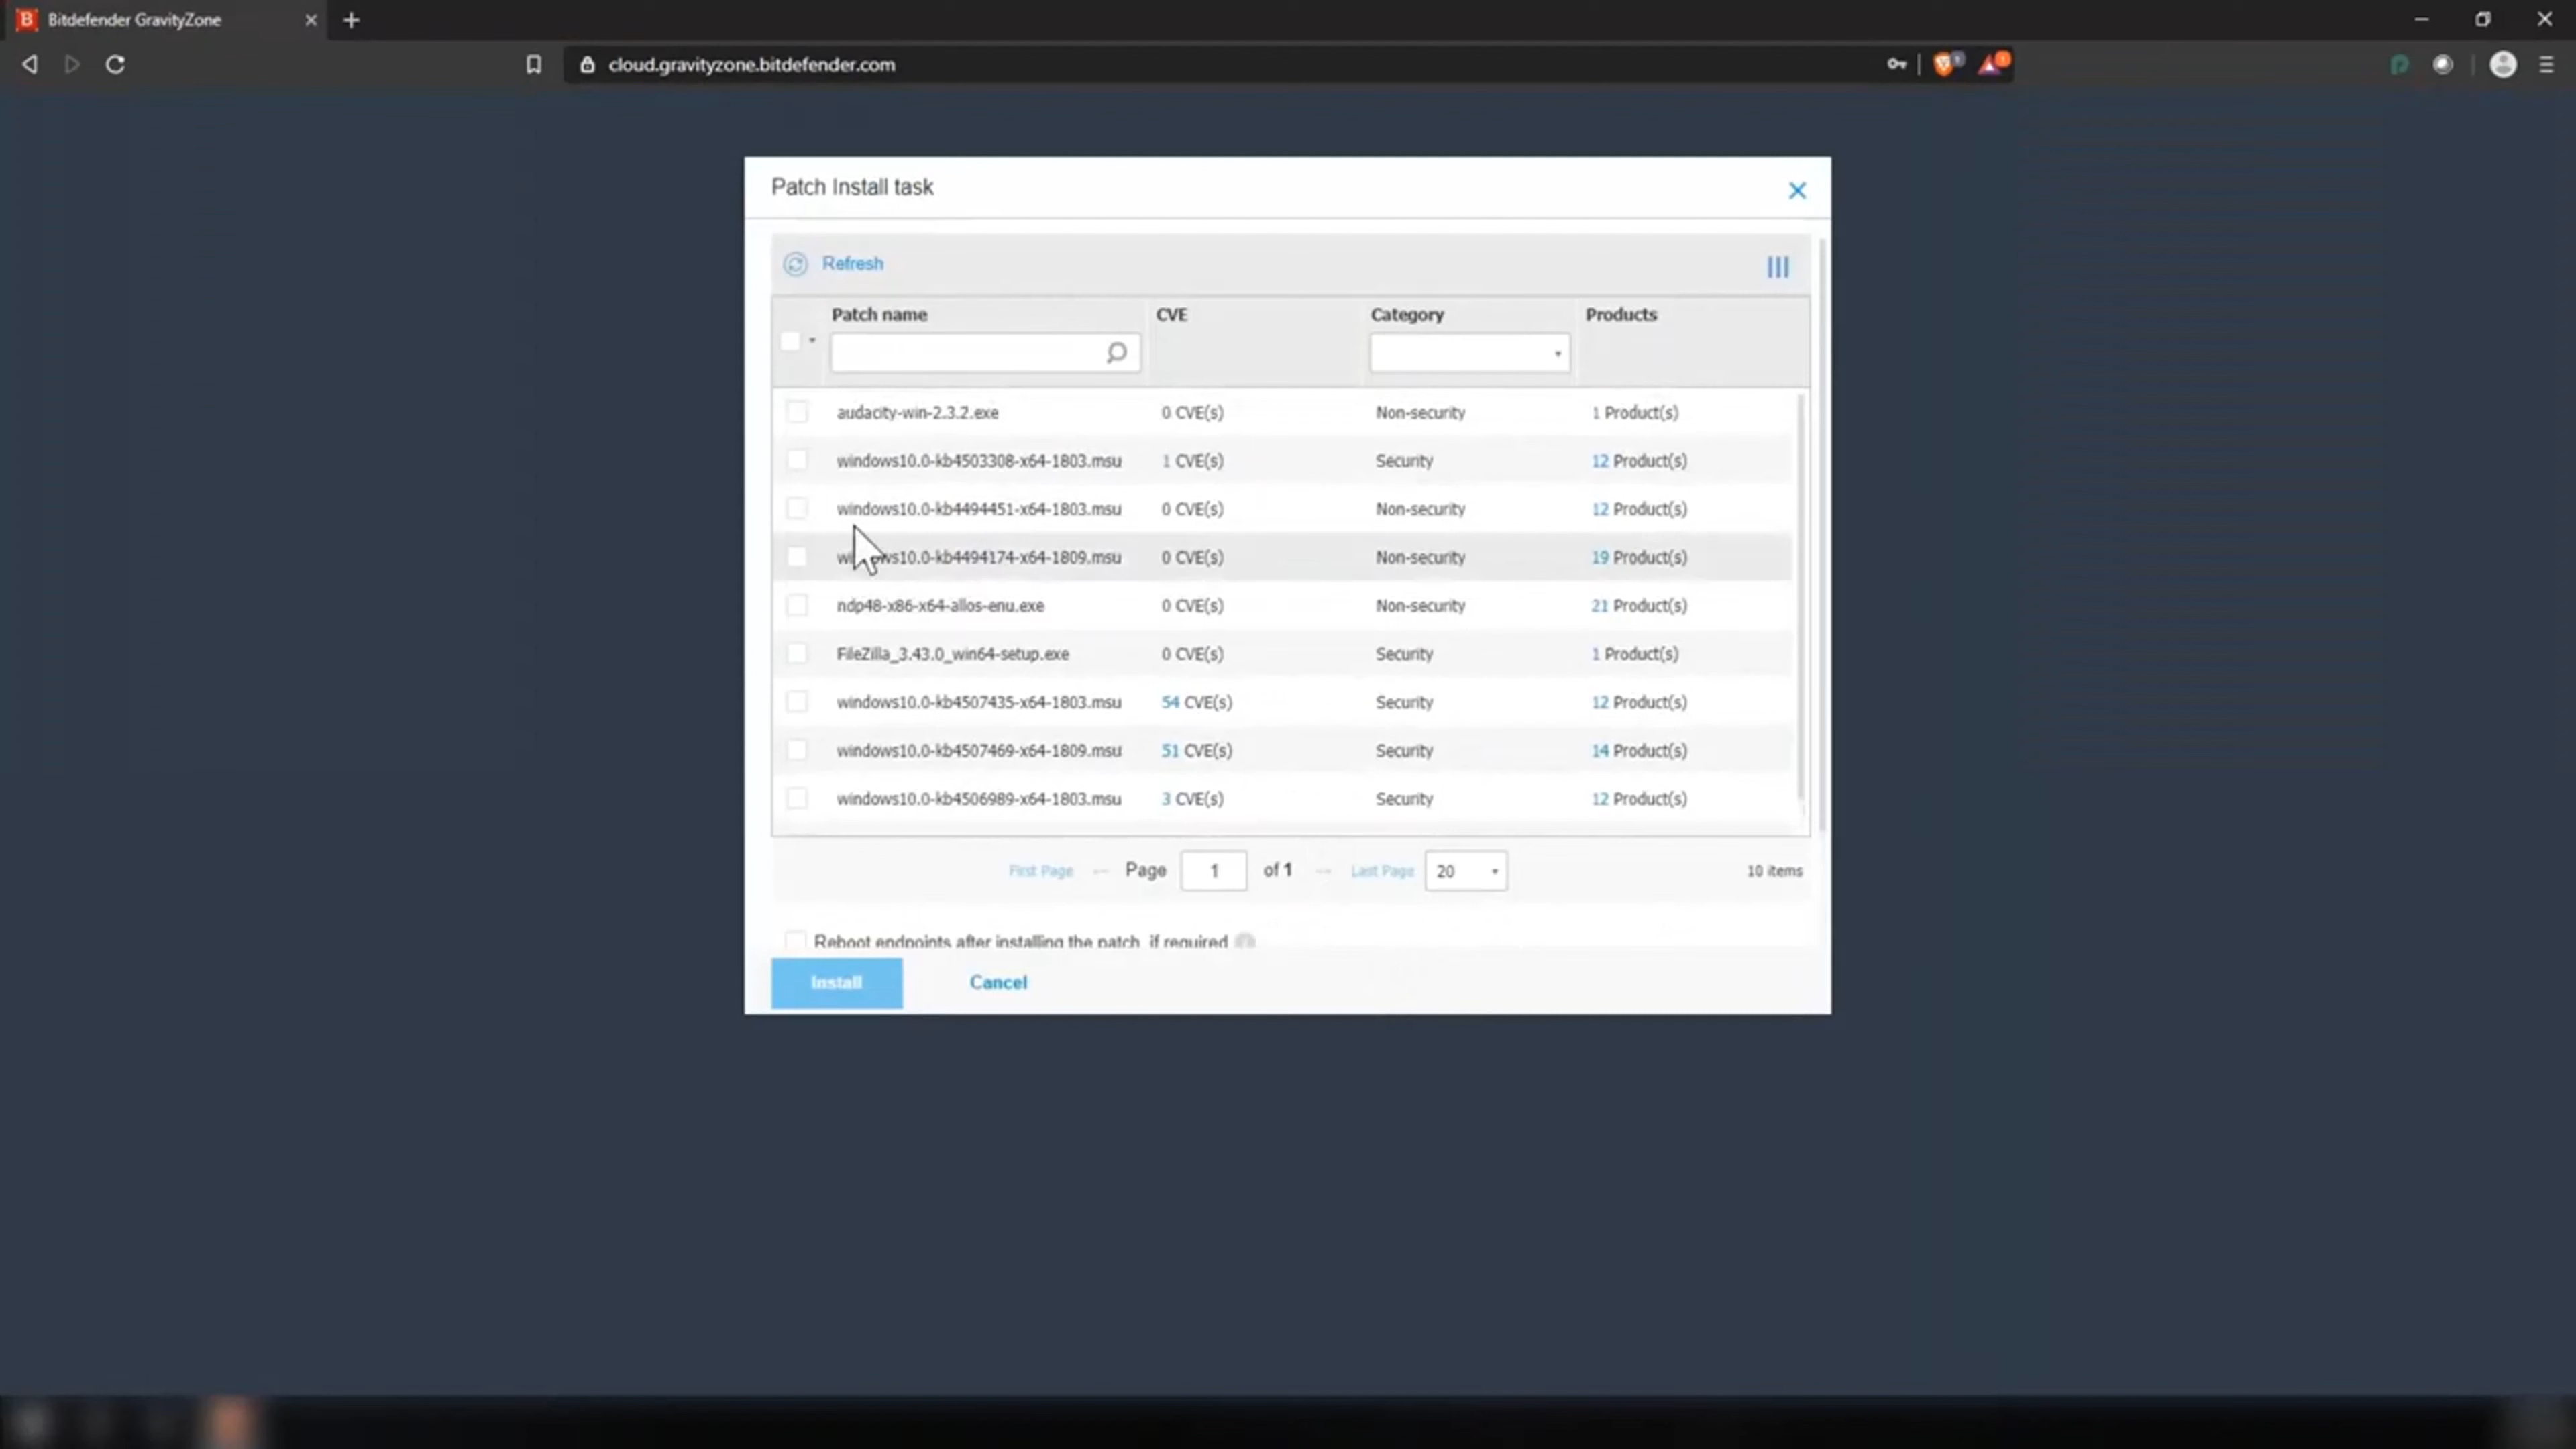 Bitdefender GravityZone
cloud.gravityzone.bitdefender.com
Patch Install task
Refresh
Patch name CVE Category Products
audacity-win-2.3.2.exe 0 CVE(s) Non-security 1 Product(s)
windows10.0-kb4503308-x64-1803.msu 1 CVE(s) Security 12 Product(s)
windows10.0-kb4494451-x64-1803.msu 0 CVE(s) Non-security 12 Product(s)
windows10.0-kb4494174-x64-1809.msu 0 CVE(s) Non-security 19 Product(s)
ndp48-x86-x64-allos-enu.exe 0 CVE(s) Non-security 21 Product(s)
FileZilla_3.43.0_win64-setup.exe 0 CVE(s) Security 1 Product(s)
windows10.0-kb4507435-x64-1803.msu 54 CVE(s) Security 12 Product(s)
windows10.0-kb4507469-x64-1809.msu 51 CVE(s) Security 14 Product(s)
windows10.0-kb4506989-x64-1803.msu 3 CVE(s) Security 12 Product(s)
First Page Page 1 of 1 Last Page 20 10 items
Reboot endpoints after installing the patch, if required
Install Cancel